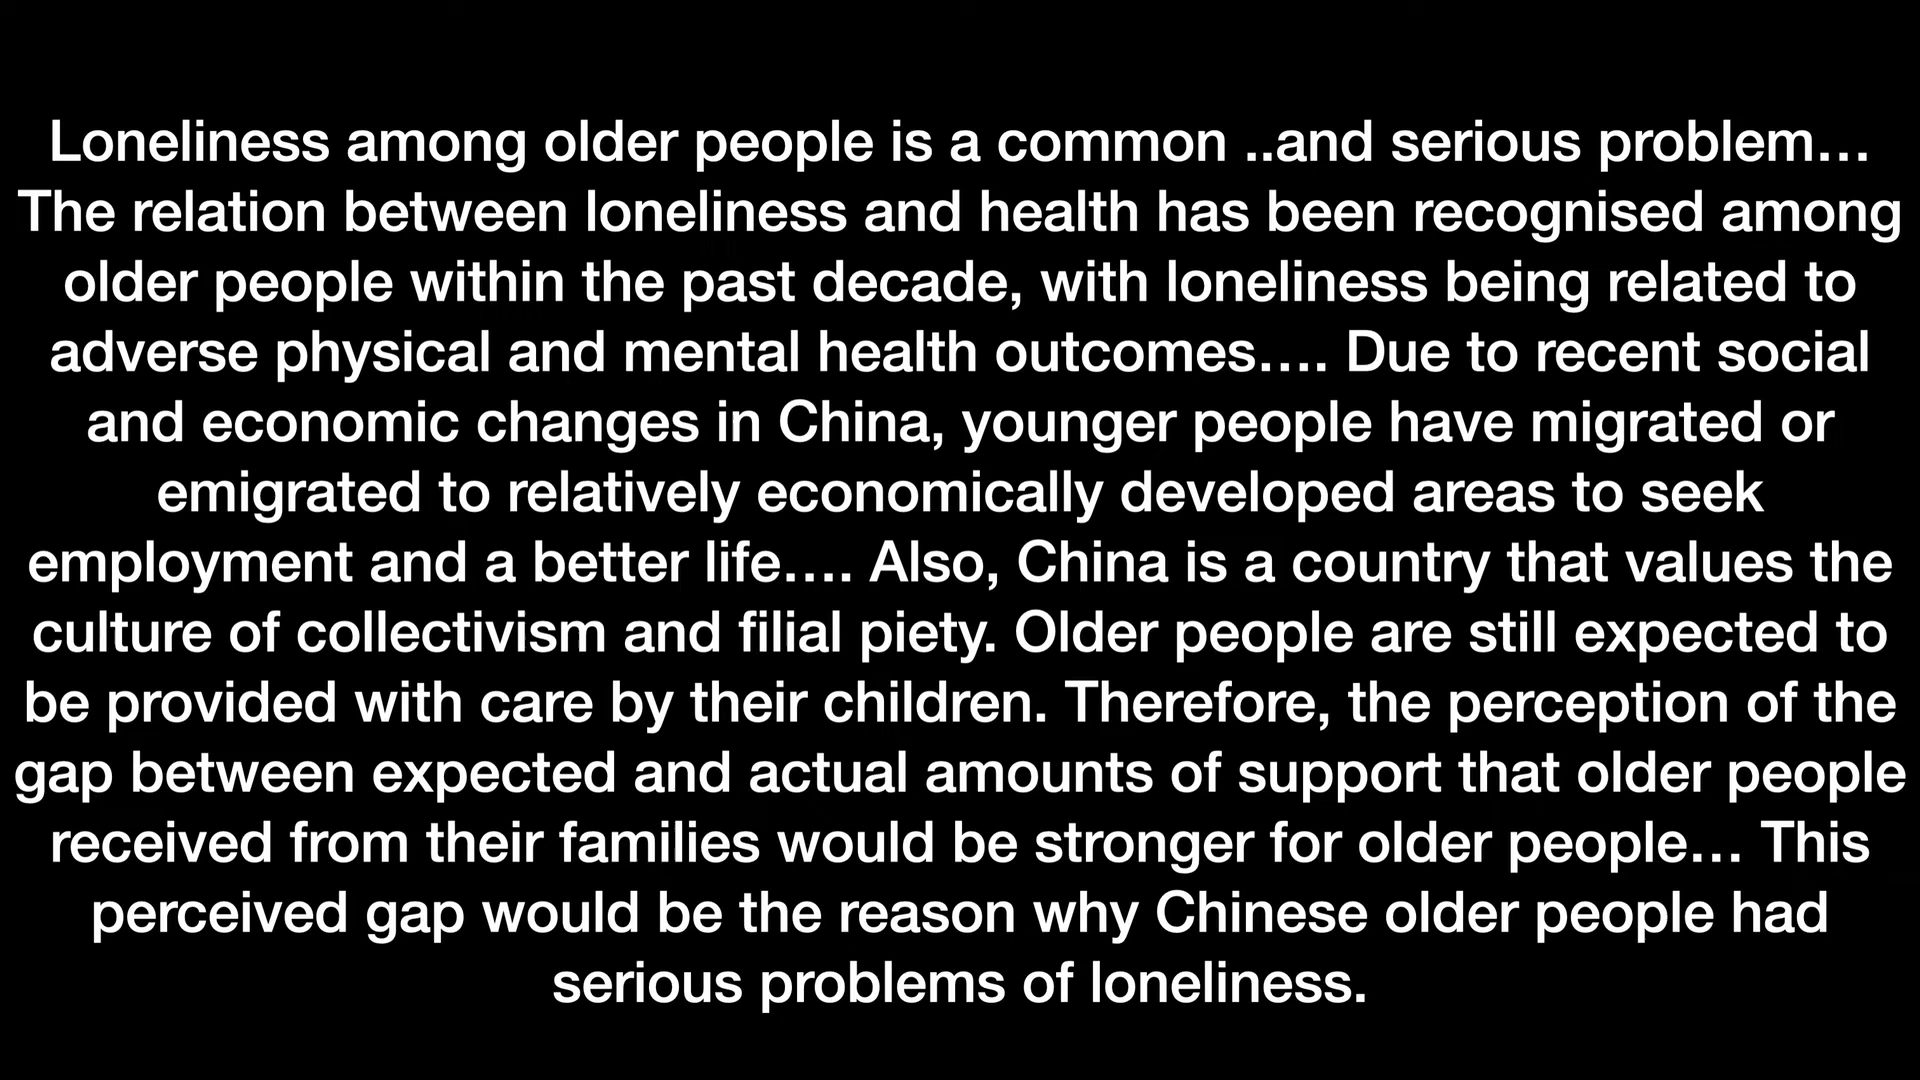 Loneliness among older people is a common ..and serious problem…
The relation between loneliness and health has been recognised among
older people within the past decade, with loneliness being related to
adverse physical and mental health outcomes…. Due to recent social
and economic changes in China, younger people have migrated or
emigrated to relatively economically developed areas to seek
employment and a better life…. Also, China is a country that values the
culture of collectivism and filial piety. Older people are still expected to
be provided with care by their children. Therefore, the perception of the
gap between expected and actual amounts of support that older people
received from their families would be stronger for older people… This
perceived gap would be the reason why Chinese older people had
serious problems of loneliness.